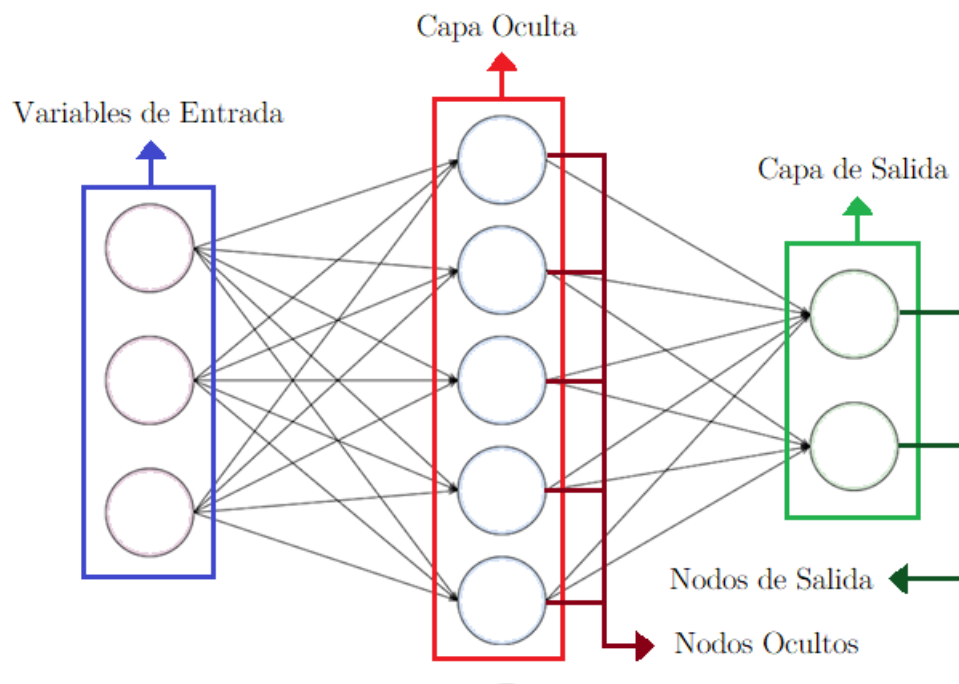 Capa Oculta
Variables de Entrada
Capa de Salida
Nodos de Salida
Nodos Ocultos